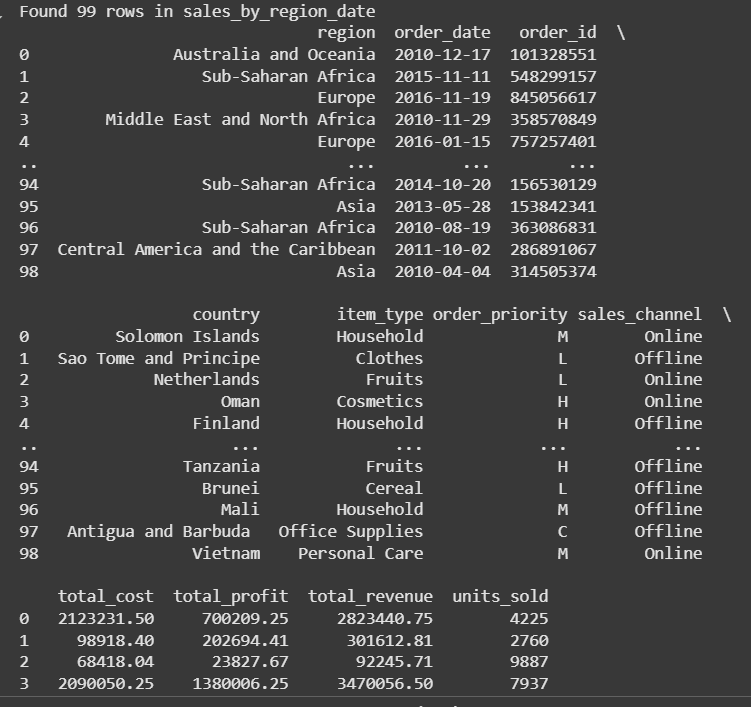 Found 99 rows in sales_by_region_date
region order_date order_id \
0 Australia and Oceania 2010-12-17 101328551
1 Sub-Saharan Africa 2015-11-11 548299157
2 Europe 2016-11-19 845056617
3 Middle East and North Africa 2010-11-29 358570849
4 Europe 2016-01-15 757257401
.. ... ... ...
94 Sub-Saharan Africa 2014-10-20 156530129
95 Asia 2013-05-28 153842341
96 Sub-Saharan Africa 2010-08-19 363086831
97 Central America and the Caribbean 2011-10-02 286891067
98 Asia 2010-04-04 314505374
country item_type order_priority sales_channel \
0 Solomon Islands Household M Online
1 Sao Tome and Principe Clothes L Offline
2 Netherlands Fruits L Online
3 Oman Cosmetics H Online
4 Finland Household H Offline
.. ... ... ... ...
94 Tanzania Fruits H Offline
95 Brunei Cereal L Offline
96 Mali Household M Offline
97 Antigua and Barbuda Office Supplies C Offline
98 Vietnam Personal Care M Online
total_cost total_profit total_revenue units_sold
0 2123231.50 700209.25 2823440.75 4225
1 98918.40 202694.41 301612.81 2760
2 68418.04 23827.67 92245.71 9887
3 2090050.25 1380006.25 3470056.50 7937